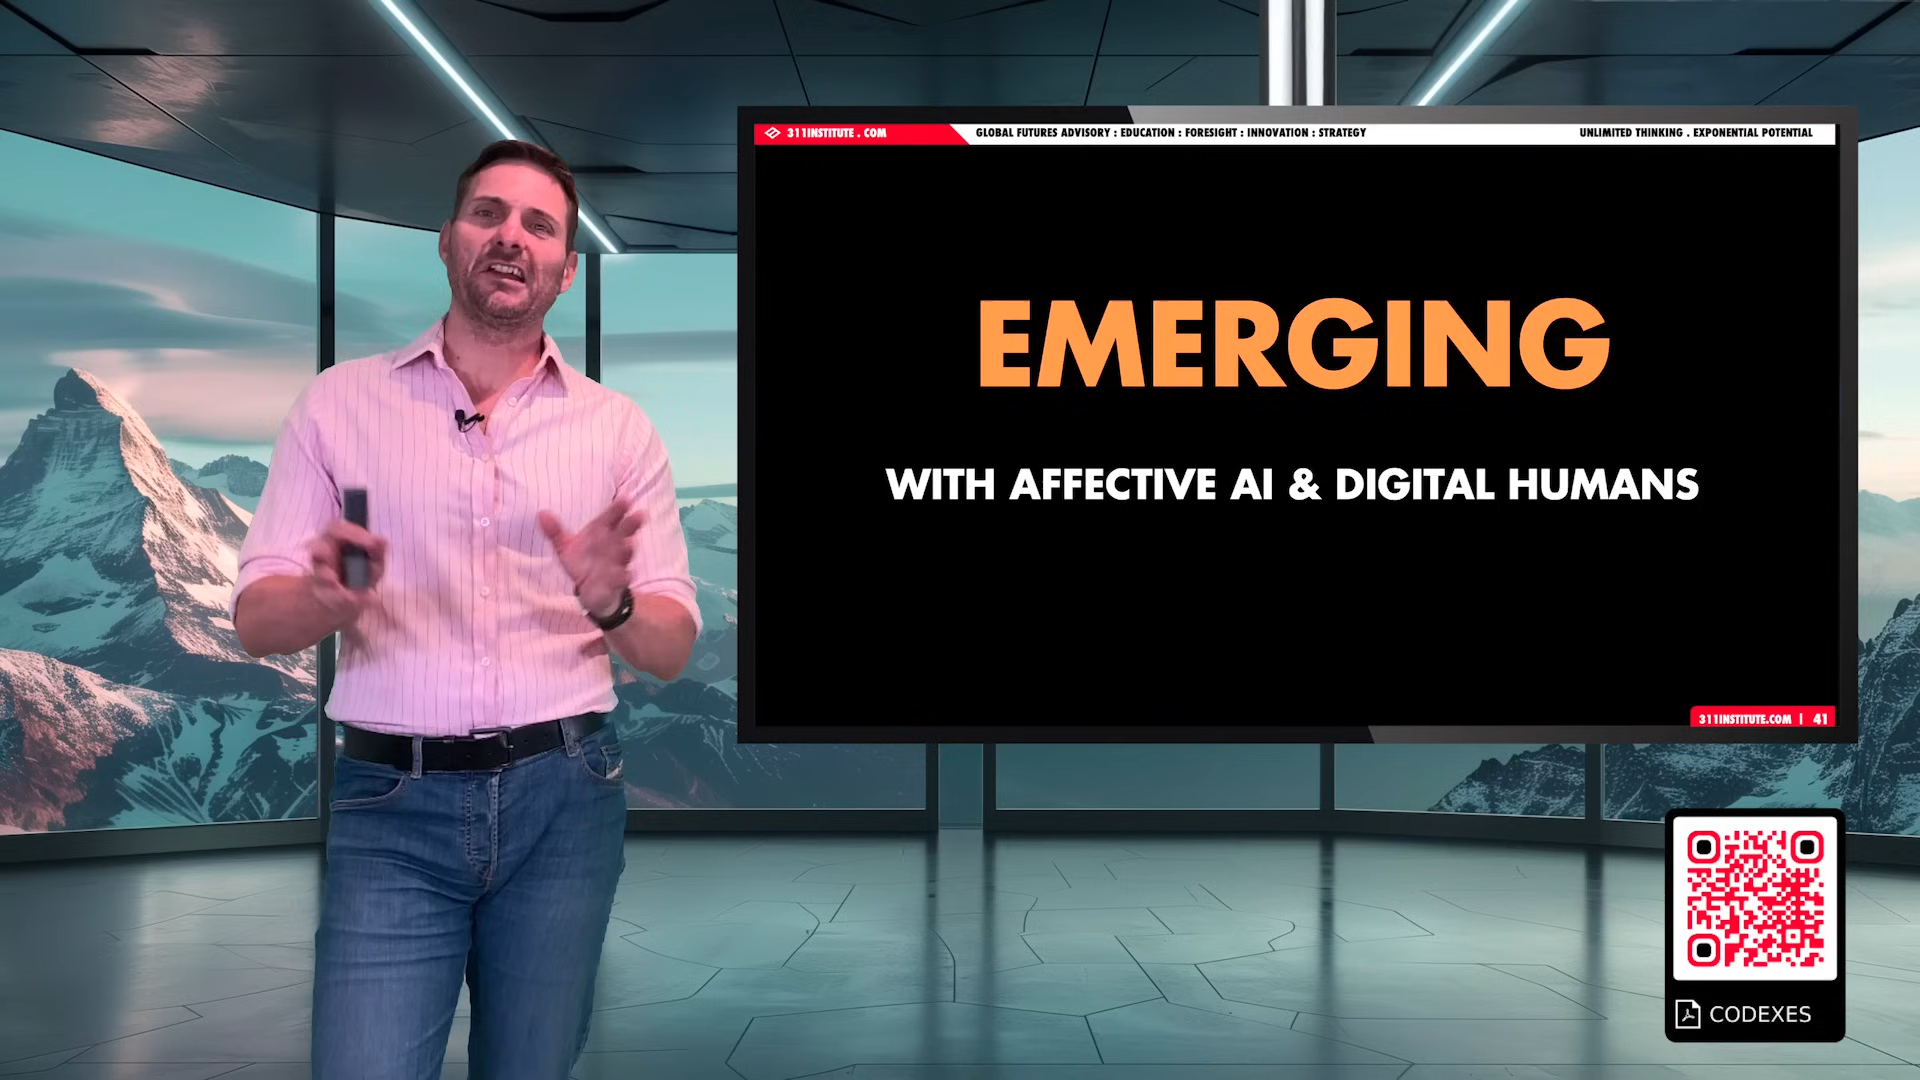 311INSTITUTE . COM
GLOBAL FUTURES ADVISORY : EDUCATION : FORESIGHT : INNOVATION : STRATEGY
UNLIMITED THINKING . EXPONENTIAL POTENTIAL
EMERGING
WITH AFFECTIVE AI & DIGITAL HUMANS
311INSTITUTE.COM | 41
CODEXES